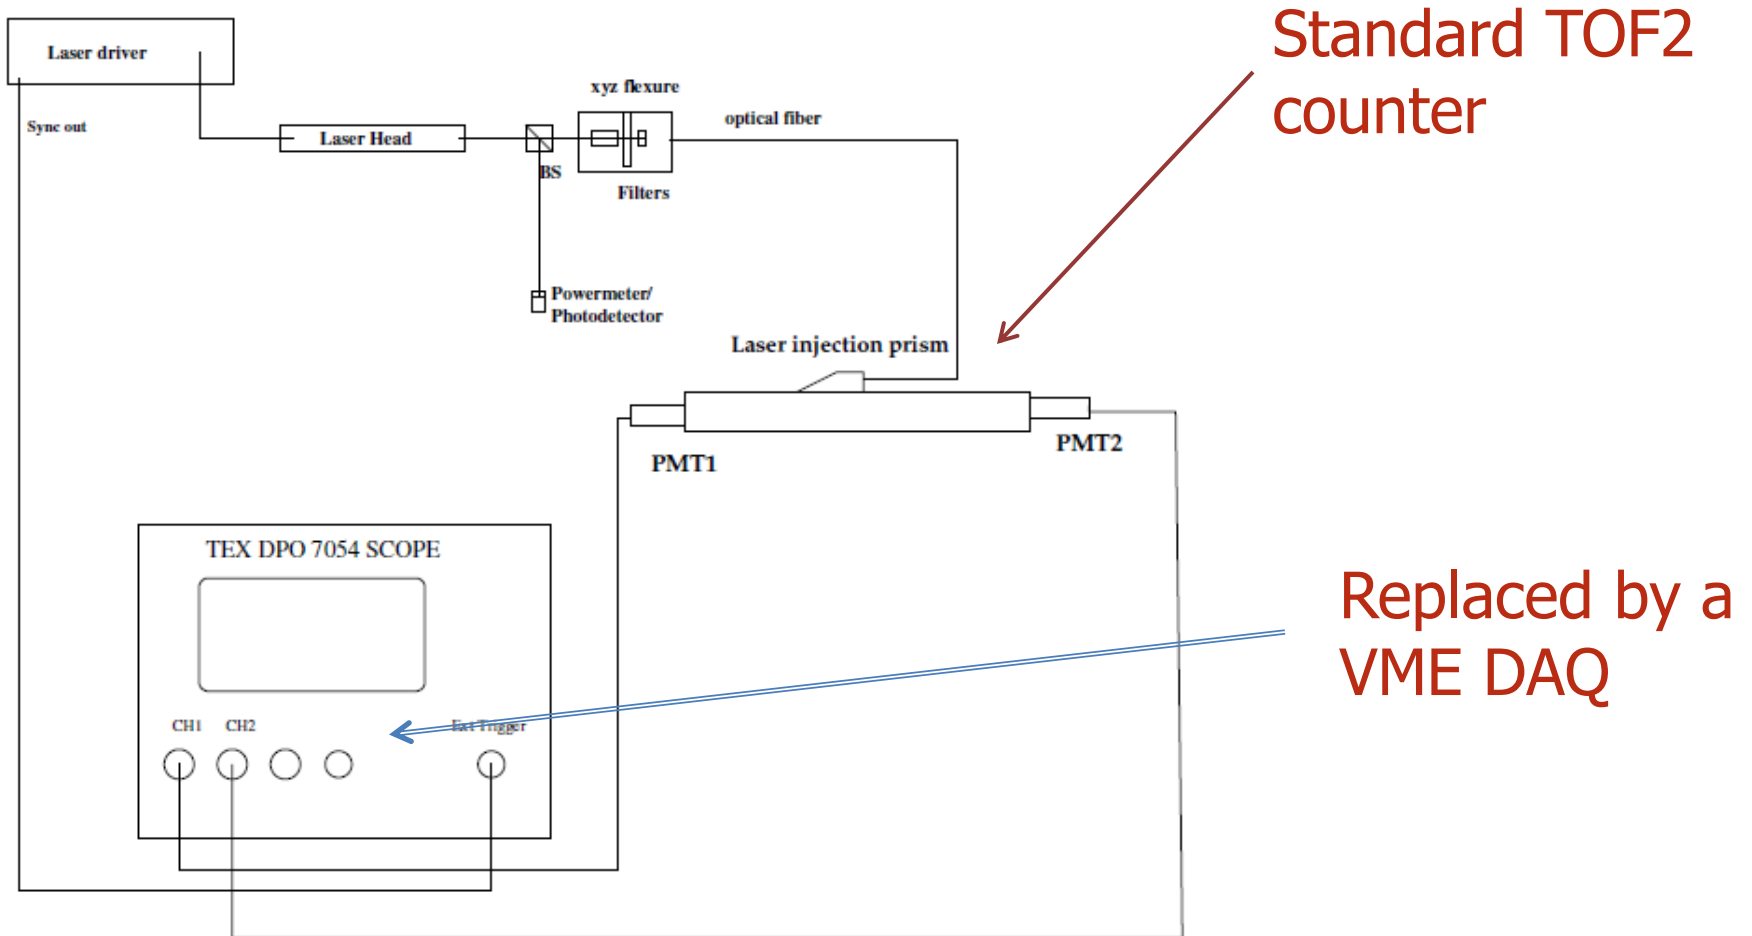 Standard TOF2
counter
Laser driver
xyz flexure
optical fiber
Sync out
Laser Head
BS
Filters
Powermeter/
Photodetector
Laser injection prism
PMT2
PMT1
TEX DPO 7054 SCOPE
Replaced by a
VME DAQ
CH1 CH2 Ext Trigger